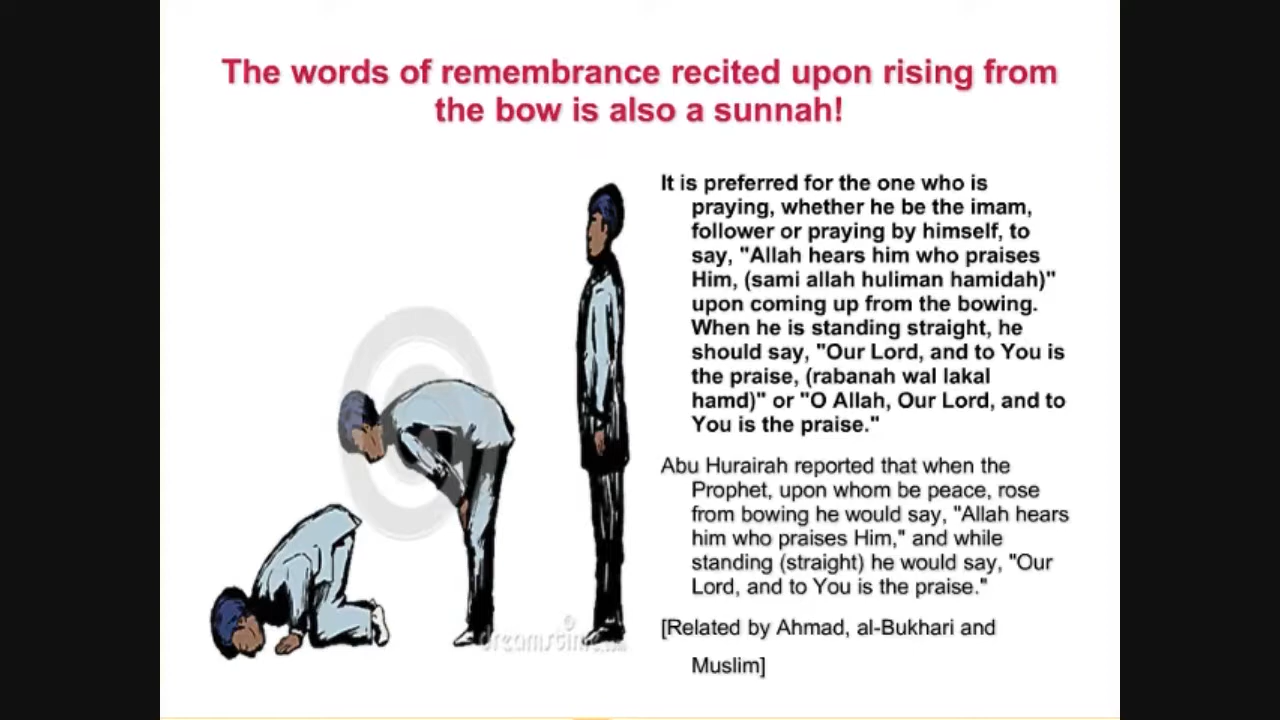 The words of remembrance recited upon rising from
the bow is also a sunnah!
It is preferred for the one who is
praying, whether he be the imam,
follower or praying by himself, to
say, "Allah hears him who praises
Him, (sami allah huliman hamidah)"
upon coming up from the bowing.
When he is standing straight, he
should say, "Our Lord, and to You is
the praise, (rabanah wal lakal
hamd)" or "O Allah, Our Lord, and to
You is the praise."
Abu Hurairah reported that when the
Prophet, upon whom be peace, rose
from bowing he would say, "Allah hears
him who praises Him," and while
standing (straight) he would say, "Our
Lord, and to You is the praise."
[Related by Ahmad, al-Bukhari and
Muslim]
dreamstime.com